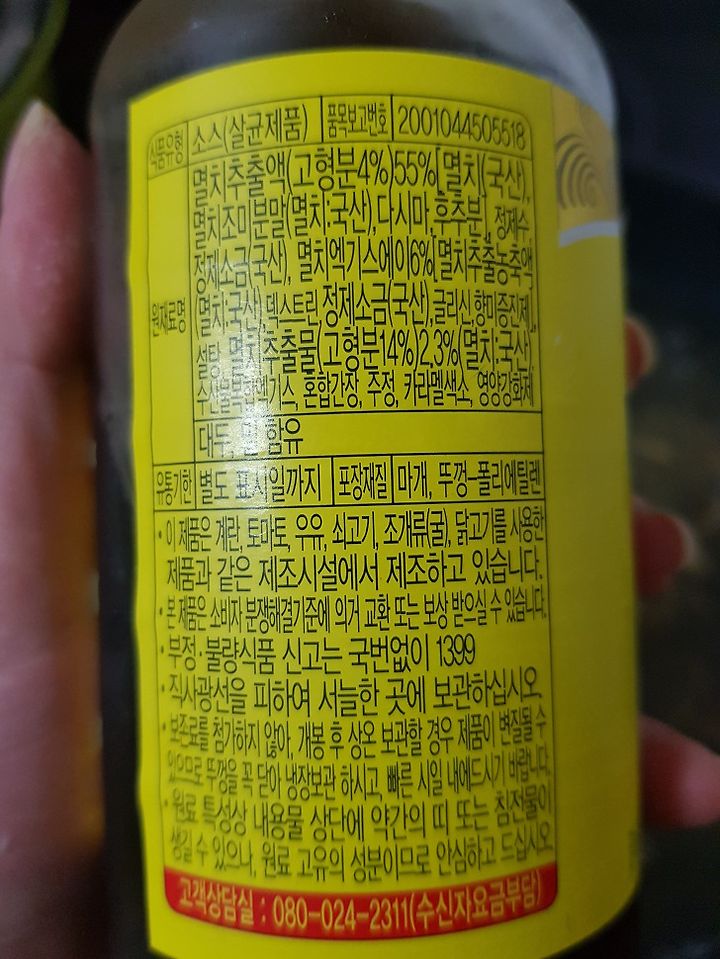 식품유형 소스(살균제품) 품목보고번호 2001044505518
원재료명
멸치추출액(고형분4%)55%[멸치(국산),
멸치조미분말(멸치:국산),다시마,후추분], 정제수
정제소금(국산), 멸치엑기스에이6%[멸치추출농축액
(멸치:국산),덱스트린,정제소금(국산),글리신,향미증진제],
설탕, 멸치추출물(고형분14%)2.3%(멸치:국산),
수산물복합엑기스, 혼합간장, 주정, 카라멜색소, 영양강화제
대두, 밀 함유
유통기한 별도 표시일까지 포장재질 마개, 뚜껑-폴리에틸렌
• 이 제품은 계란, 토마토, 우유, 쇠고기, 조개류(굴), 닭고기를 사용한
제품과 같은 제조시설에서 제조하고 있습니다.
• 본 제품은 소비자 분쟁해결기준에 의거 교환 또는 보상 받으실 수 있습니다.
• 부정·불량식품 신고는 국번없이 1399
• 직사광선을 피하여 서늘한 곳에 보관하십시오.
• 보존료를 첨가하지 않아, 개봉 후 상온 보관할 경우 제품이 변질될 수
있으므로 뚜껑을 꼭 닫아 냉장보관 하시고, 빠른 시일 내에드시기 바랍니다.
• 원료 특성상 내용물 상단에 약간의 띠 또는 침전물이
생길 수 있으나, 원료 고유의 성분이므로 안심하고 드십시오.
고객상담실 : 080-024-2311(수신자요금부담)